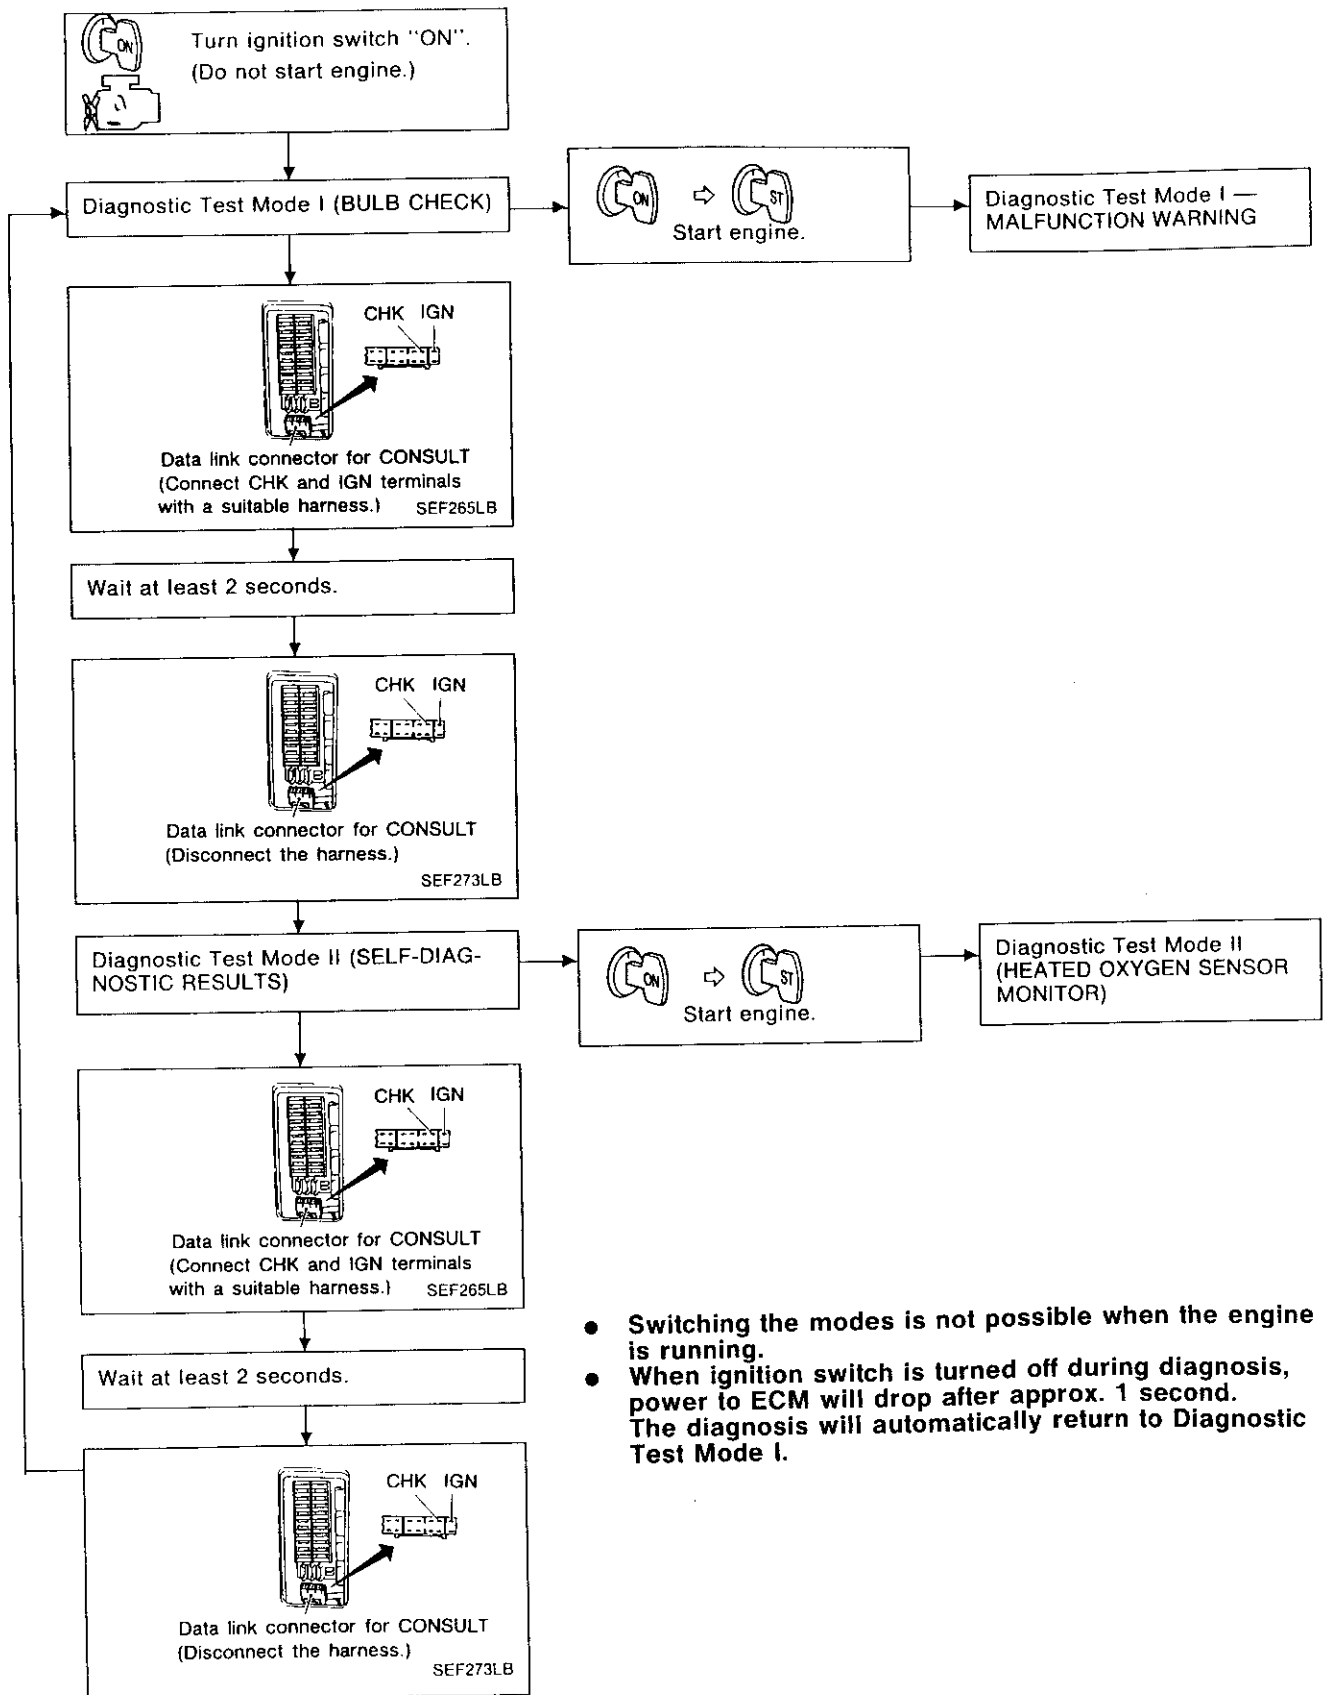 ON
Turn ignition switch "ON".
(Do not start engine.)
Diagnostic Test Mode I (BULB CHECK)
ON
ST
Start engine.
Diagnostic Test Mode I —
MALFUNCTION WARNING
CHK IGN
Data link connector for CONSULT
(Connect CHK and IGN terminals
with a suitable harness.)
SEF265LB
Wait at least 2 seconds.
CHK IGN
Data link connector for CONSULT
(Disconnect the harness.)
SEF273LB
Diagnostic Test Mode II (SELF-DIAG-
NOSTIC RESULTS)
ON
ST
Start engine.
Diagnostic Test Mode II
(HEATED OXYGEN SENSOR
MONITOR)
CHK IGN
Data link connector for CONSULT
(Connect CHK and IGN terminals
with a suitable harness.)
SEF265LB
Wait at least 2 seconds.
CHK IGN
Data link connector for CONSULT
(Disconnect the harness.)
SEF273LB
● Switching the modes is not possible when the engine
is running.
● When ignition switch is turned off during diagnosis,
power to ECM will drop after approx. 1 second.
The diagnosis will automatically return to Diagnostic
Test Mode I.